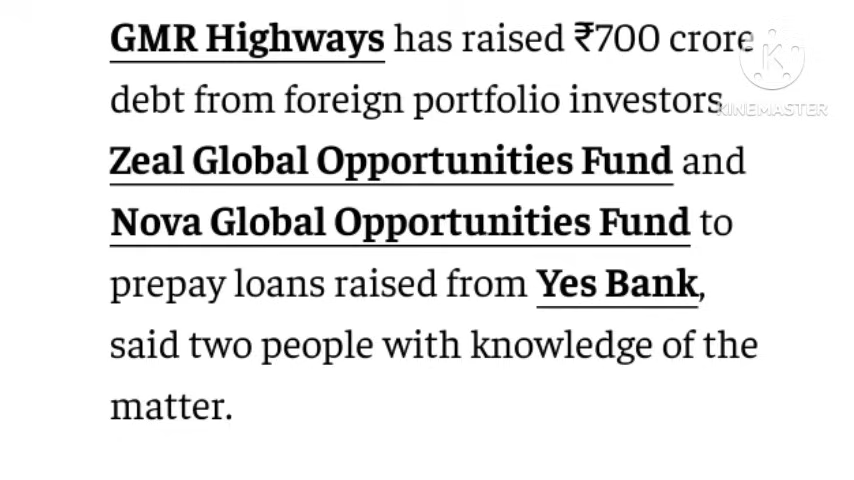 GMR Highways has raised ₹700 crore
debt from foreign portfolio investors
Zeal Global Opportunities Fund and
Nova Global Opportunities Fund to
prepay loans raised from Yes Bank,
said two people with knowledge of the
matter.
K
KINEMASTER